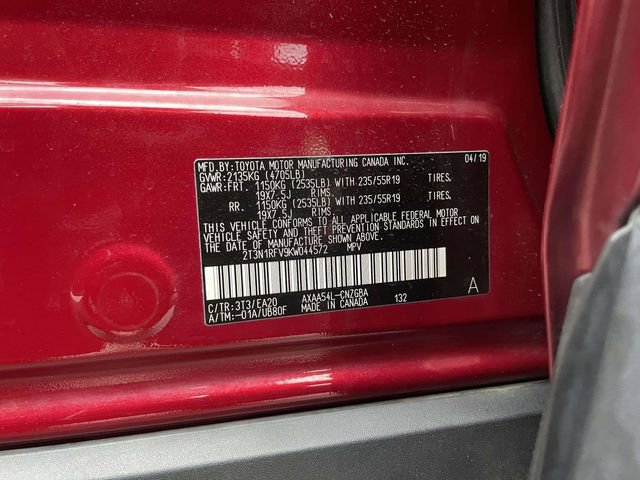 MFD.BY:TOYOTA MOTOR MANUFACTURING CANADA INC. 04/19
GVWR:2135KG (4705LB)
GAWR:FRT. 1150KG (2535LB) WITH 235/55R19 TIRES,
19X7.5J RIMS.
RR. 1150KG (2535LB) WITH 235/55R19 TIRES,
19X7.5J RIMS.
THIS VEHICLE CONFORMS TO ALL APPLICABLE FEDERAL MOTOR
VEHICLE SAFETY AND THEFT PREVENTION STANDARDS IN EFFECT
ON THE DATE OF MANUFACTURE SHOWN ABOVE.
2T3N1RFV9KW044572 MPV
C/TR:3T3/EA20 AXAA54L-CNZGBA 132 A
A/TM:-01A/UB80F MADE IN CANADA